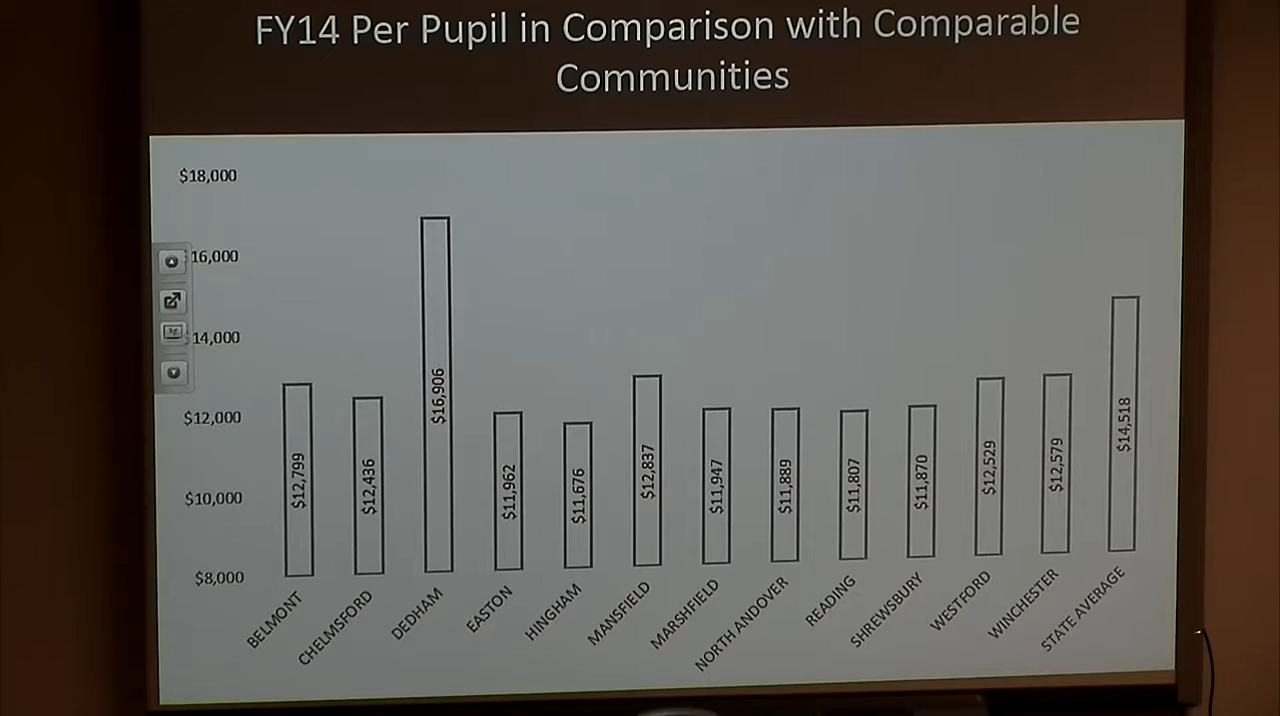 FY14 Per Pupil in Comparison with Comparable
Communities
$18,000
16,000
14,000
$12,000
$10,000
$8,000
$12,799
$12,436
$16,906
$11,962
$11,676
$12,837
$11,947
$11,889
$11,807
$11,870
$12,529
$12,579
$14,518
BELMONT
CHELMSFORD
DEDHAM
EASTON
HINGHAM
MANSFIELD
MARSHFIELD
NORTH ANDOVER
READING
SHREWSBURY
WESTFORD
WINCHESTER
STATE AVERAGE